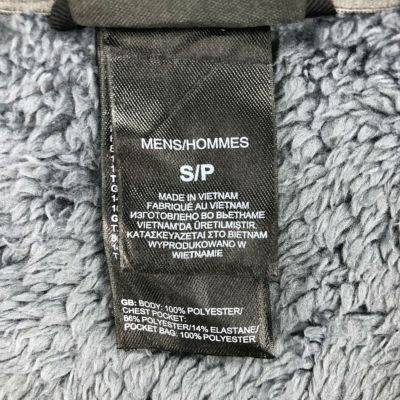 MENS/HOMMES
S/P
MADE IN VIETNAM
FABRIQUÉ AU VIETNAM
ИЗГОТОВЛЕНО ВО ВЬЕТНАМЕ
VIETNAM'DA ÜRETILMIŞTIR.
ΚΑΤΑΣΚΕΥΑΖΕΤΑΙ ΣΤΟ ΒΙΕΤΝΑΜ
WYPRODUKOWANO W
WIETNAMIE
GB: BODY: 100% POLYESTER/
CHEST POCKET:
86% POLYESTER/14% ELASTANE/
POCKET BAG: 100% POLYESTER